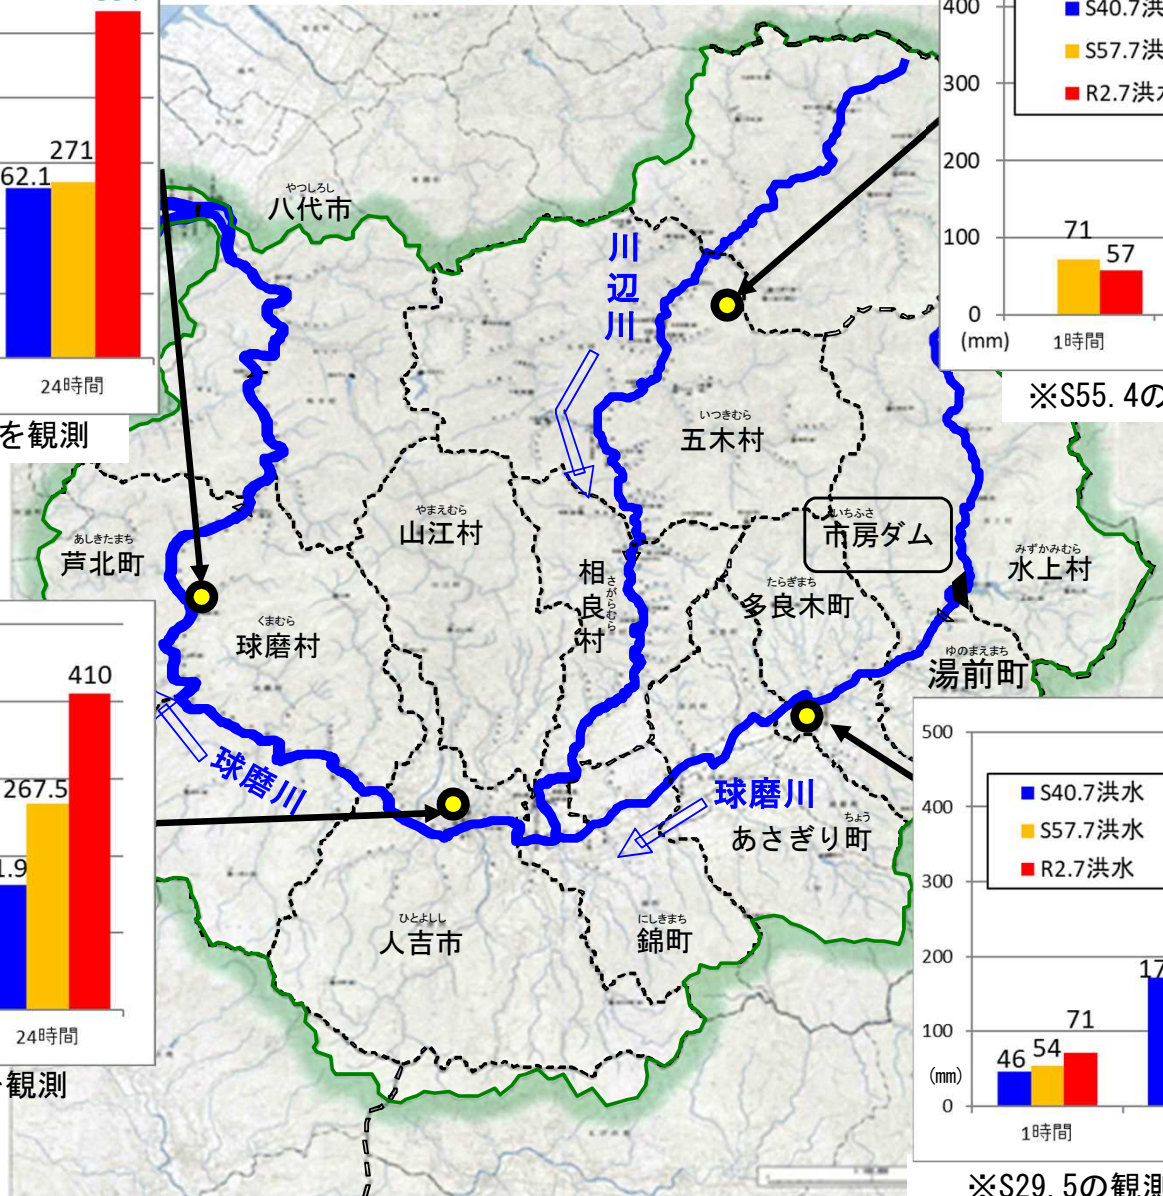 62.1
271
24時間
を観測
400
300
200
100
0
(mm)
S40.7洪
S57.7洪
R2.7洪
71
57
1時間
※S55.4の
やつしろし
八代市
川辺川
いつきむら
五木村
やまえむら
山江村
あしきたまち
芦北町
いちふさ
市房ダム
みずかみむら
水上村
さがらむら
相良村
たらぎまち
多良木町
くまむら
球磨村
ゆのまえまち
湯前町
球磨川
球磨川
ちょう
あさぎり町
ひとよしし
人吉市
にしきまち
錦町
410
267.5
1.9
24時間
観測
500
400
300
200
100
(mm)
0
S40.7洪水
S57.7洪水
R2.7洪水
46
54
71
17
1時間
※S29.5の観測